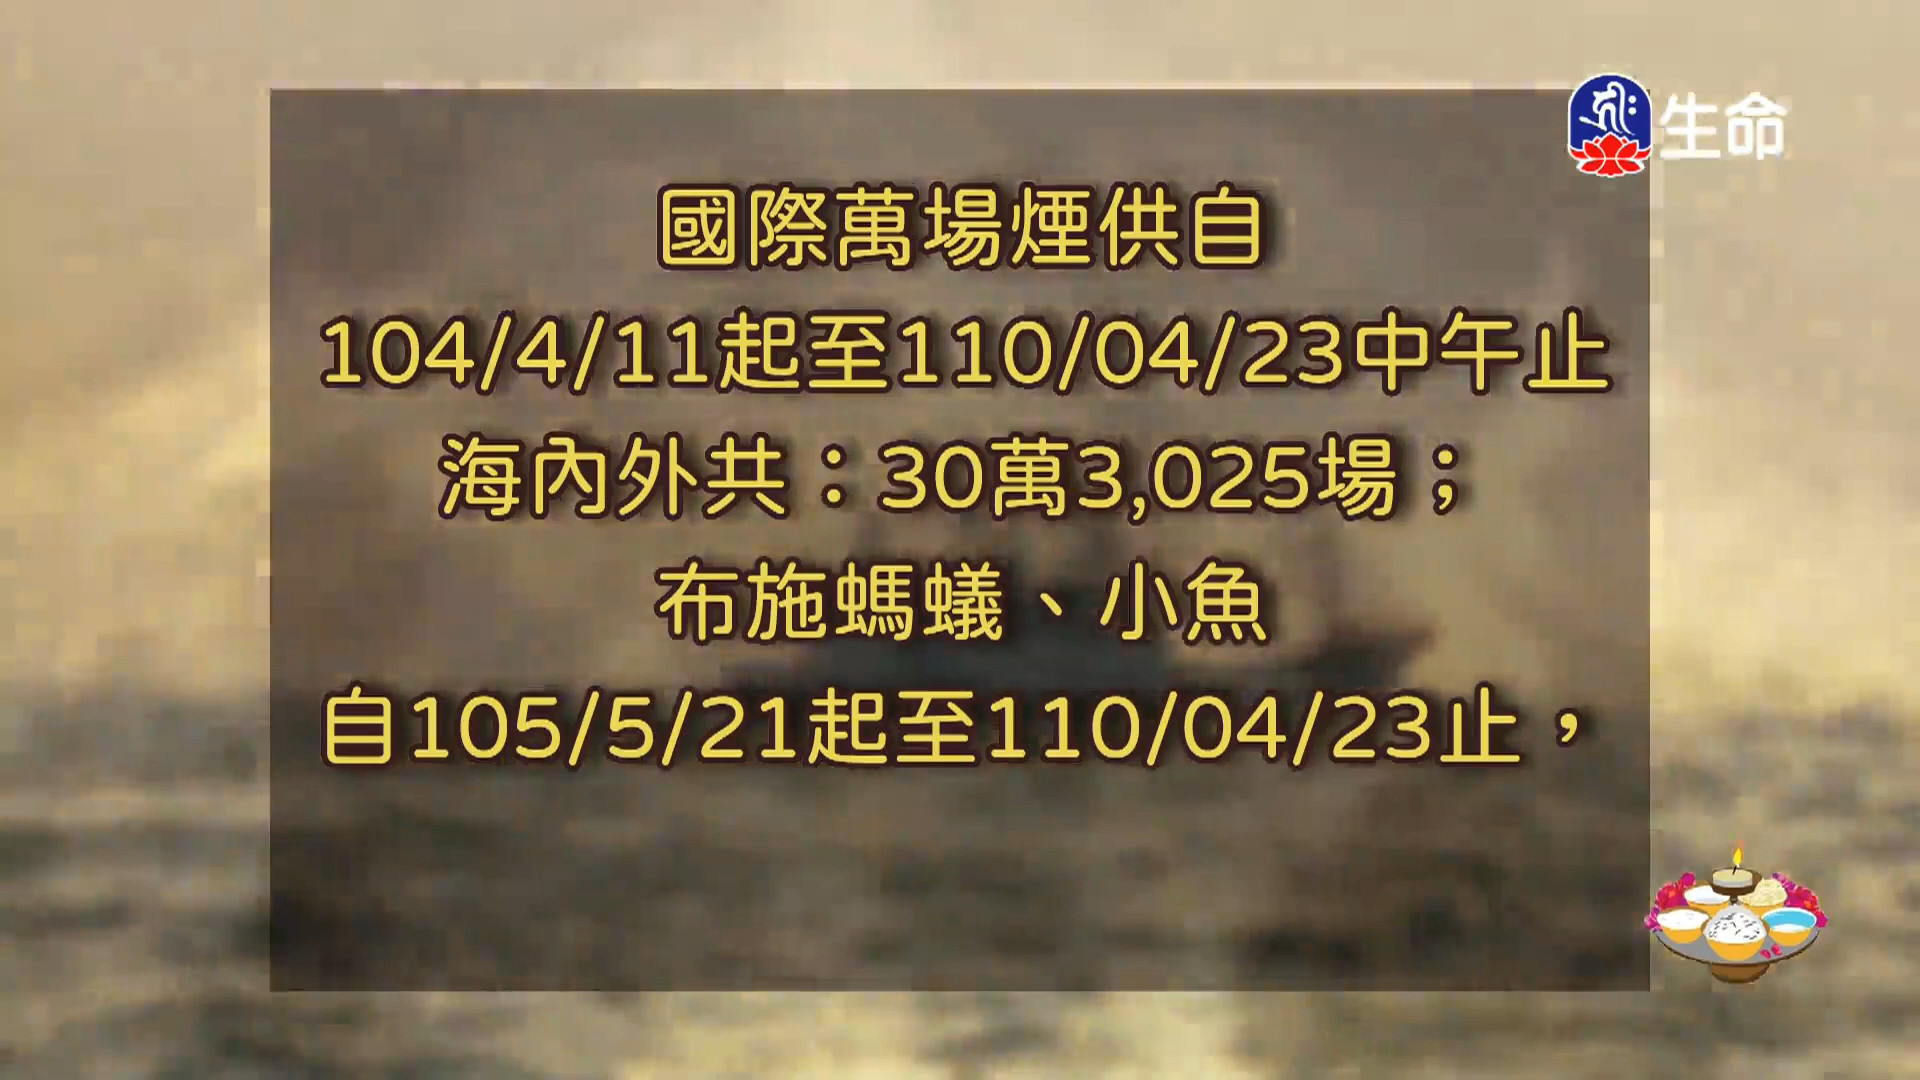 生命
國際萬場煙供自
104/4/11起至110/04/23中午止
海內外共：30萬3,025場；
布施螞蟻、小魚
自105/5/21起至110/04/23止，